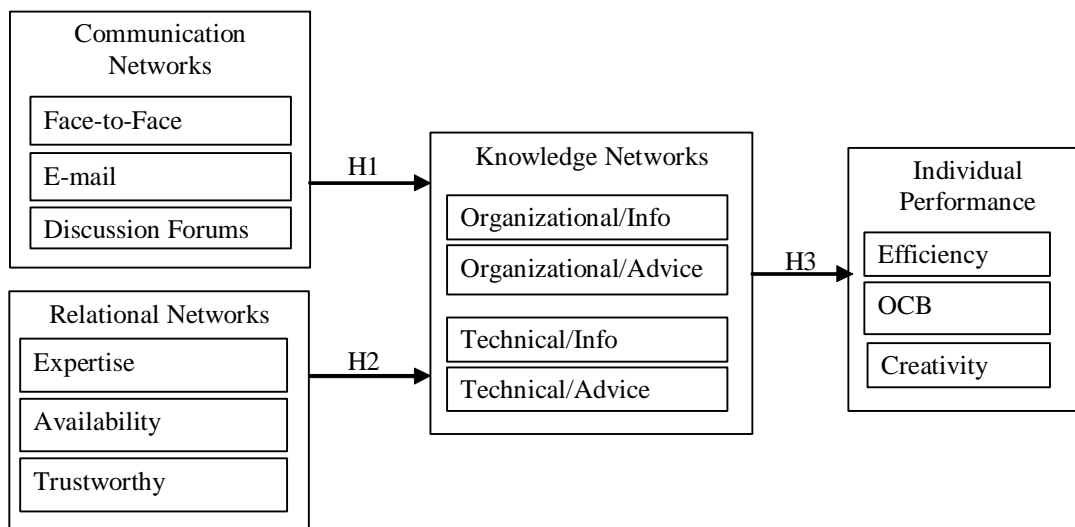 Communication
Networks
Face-to-Face
E-mail
Discussion Forums
H1
Relational Networks
Expertise
Availability
Trustworthy
H2
Knowledge Networks
Organizational/Info
Organizational/Advice
Technical/Info
Technical/Advice
H3
Individual
Performance
Efficiency
OCB
Creativity